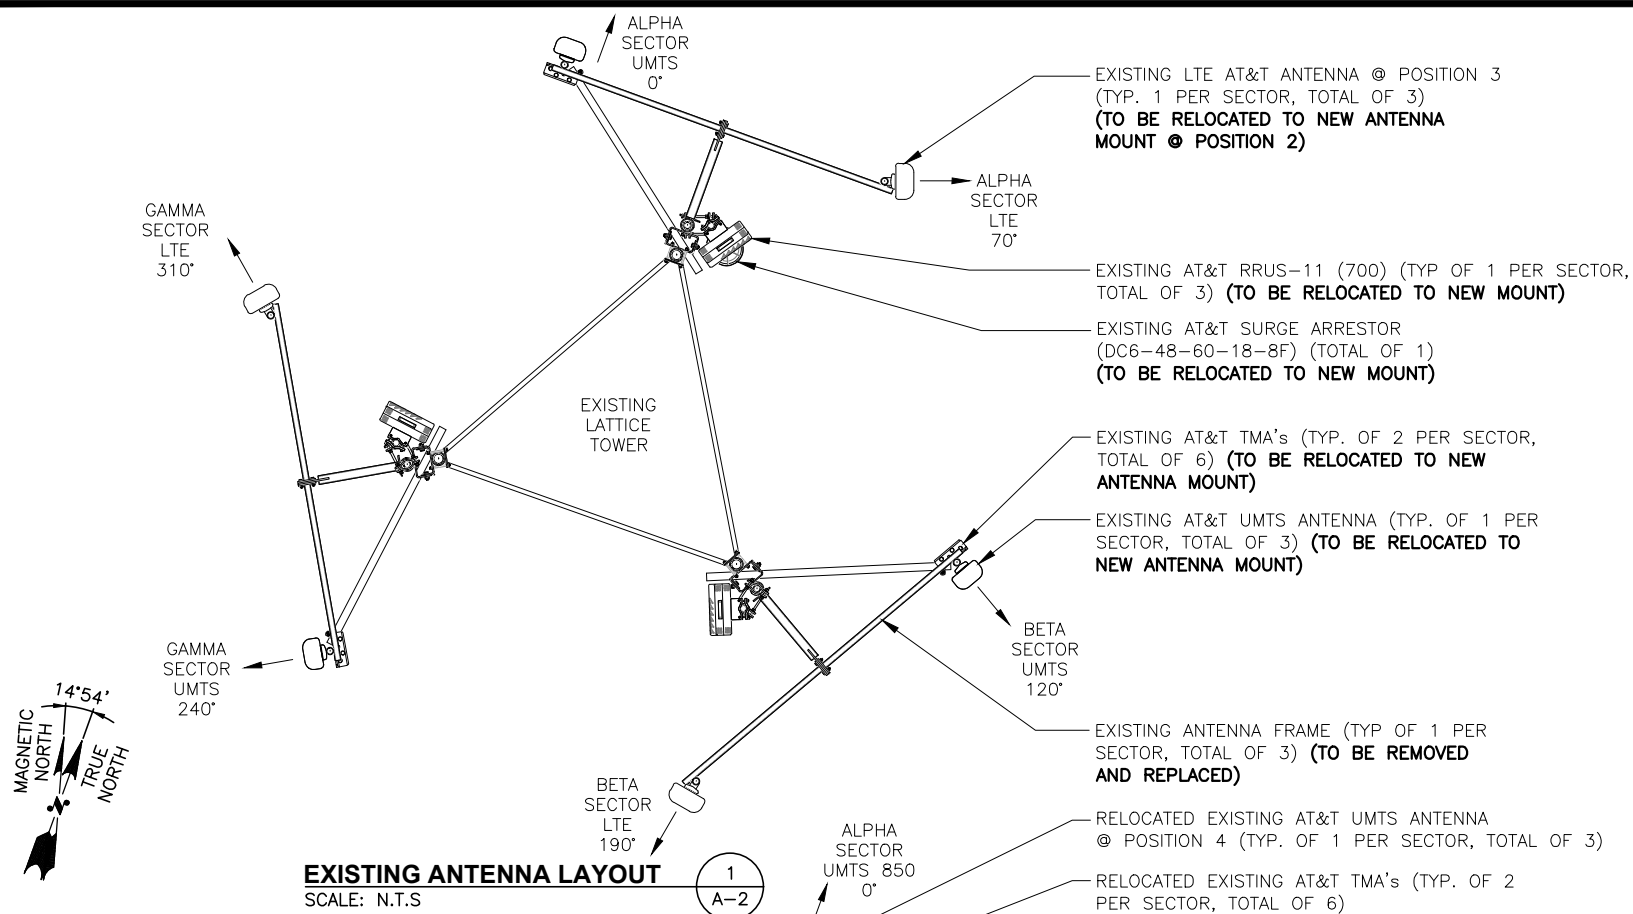 ALPHA
SECTOR
UMTS
0°
EXISTING LTE AT&T ANTENNA @ POSITION 3
(TYP. 1 PER SECTOR, TOTAL OF 3)
(TO BE RELOCATED TO NEW ANTENNA
MOUNT @ POSITION 2)
ALPHA
SECTOR
LTE
70°
GAMMA
SECTOR
LTE
310°
EXISTING AT&T RRUS-11 (700) (TYP OF 1 PER SECTOR,
TOTAL OF 3) (TO BE RELOCATED TO NEW MOUNT)
EXISTING AT&T SURGE ARRESTOR
(DC6-48-60-18-8F) (TOTAL OF 1)
(TO BE RELOCATED TO NEW MOUNT)
EXISTING
LATTICE
TOWER
EXISTING AT&T TMA's (TYP. OF 2 PER SECTOR,
TOTAL OF 6) (TO BE RELOCATED TO NEW
ANTENNA MOUNT)
EXISTING AT&T UMTS ANTENNA (TYP. OF 1 PER
SECTOR, TOTAL OF 3) (TO BE RELOCATED TO
NEW ANTENNA MOUNT)
BETA
SECTOR
UMTS
120°
GAMMA
SECTOR
UMTS
240°
14°54'
MAGNETIC
NORTH
TRUE
NORTH
N
EXISTING ANTENNA FRAME (TYP OF 1 PER
SECTOR, TOTAL OF 3) (TO BE REMOVED
AND REPLACED)
BETA
SECTOR
LTE
190°
EXISTING ANTENNA LAYOUT
SCALE: N.T.S
1
A-2
ALPHA
SECTOR
UMTS 850
0°
RELOCATED EXISTING AT&T UMTS ANTENNA
@ POSITION 4 (TYP. OF 1 PER SECTOR, TOTAL OF 3)
RELOCATED EXISTING AT&T TMA's (TYP. OF 2
PER SECTOR, TOTAL OF 6)